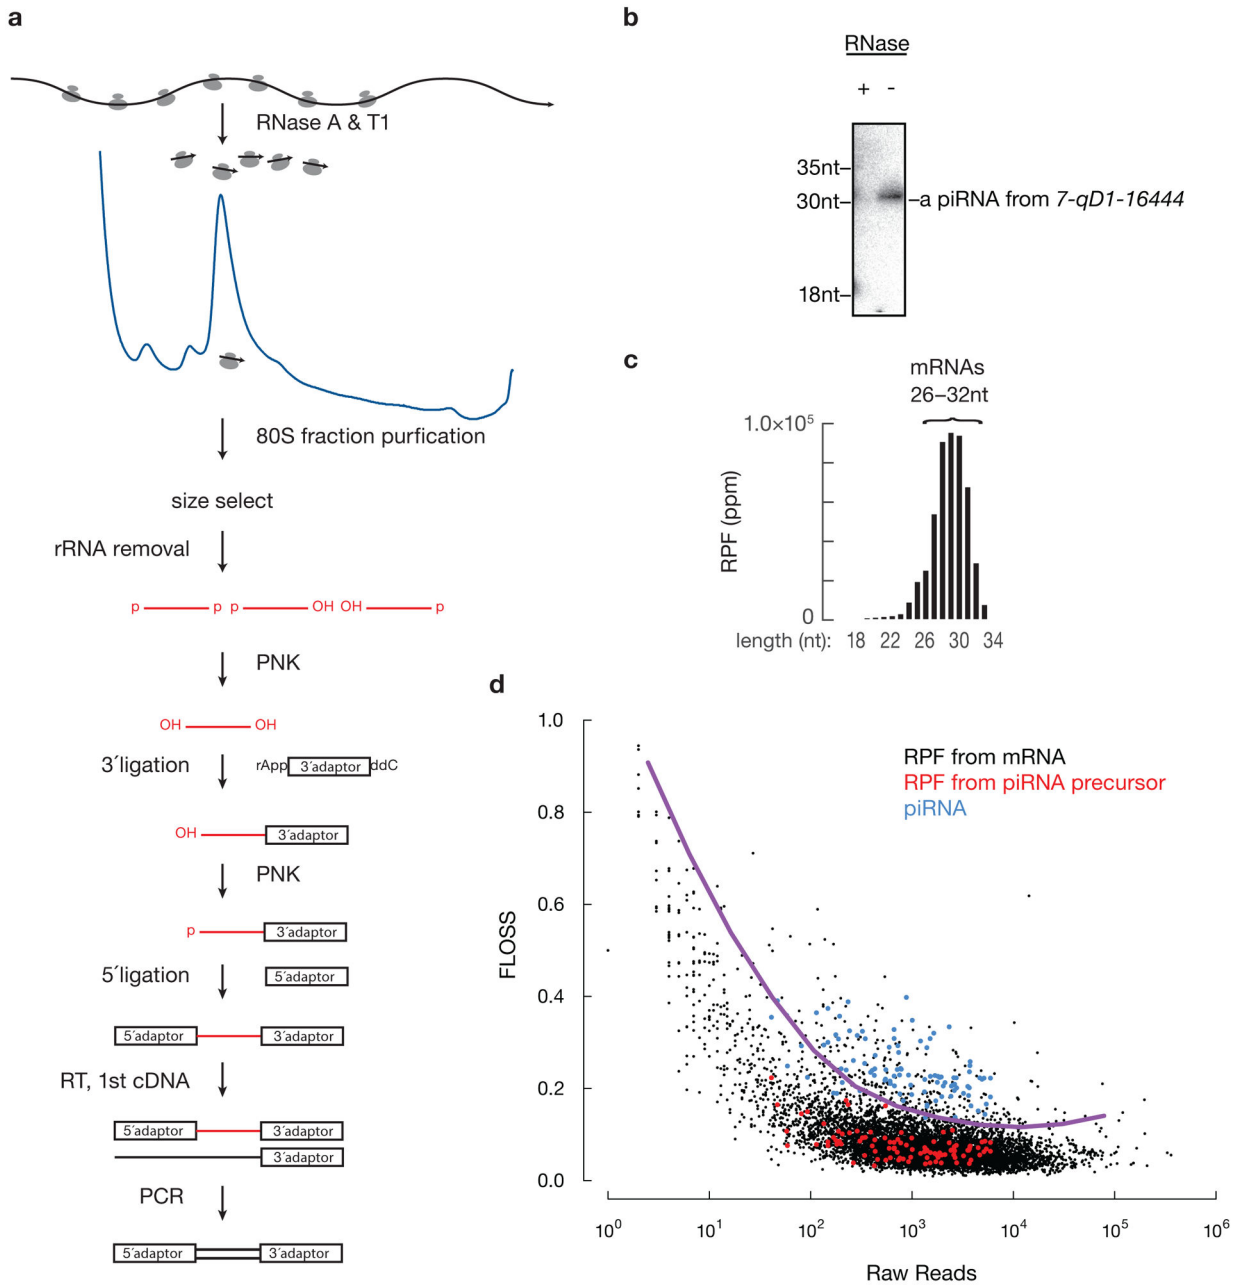 a
RNase A & T1
80S fraction purfication
size select
rRNA removal
p p p OH OH p
PNK
OH OH
3´ligation rApp 3´adaptor ddC
OH 3´adaptor
PNK
p 3´adaptor
5´ligation 5´adaptor
5´adaptor 3´adaptor
RT, 1st cDNA
5´adaptor 3´adaptor
3´adaptor
PCR
5´adaptor 3´adaptor
b
RNase
+ -
35nt
30nt
a piRNA from 7-qD1-16444
18nt
c
mRNAs
26–32nt
1.0×10⁵
RPF (ppm)
0
length (nt): 18 22 26 30 34
d
1.0
0.8
0.6
0.4
0.2
0.0
FLOSS
RPF from mRNA
RPF from piRNA precursor
piRNA
10⁰ 10¹ 10² 10³ 10⁴ 10⁵ 10⁶
Raw Reads